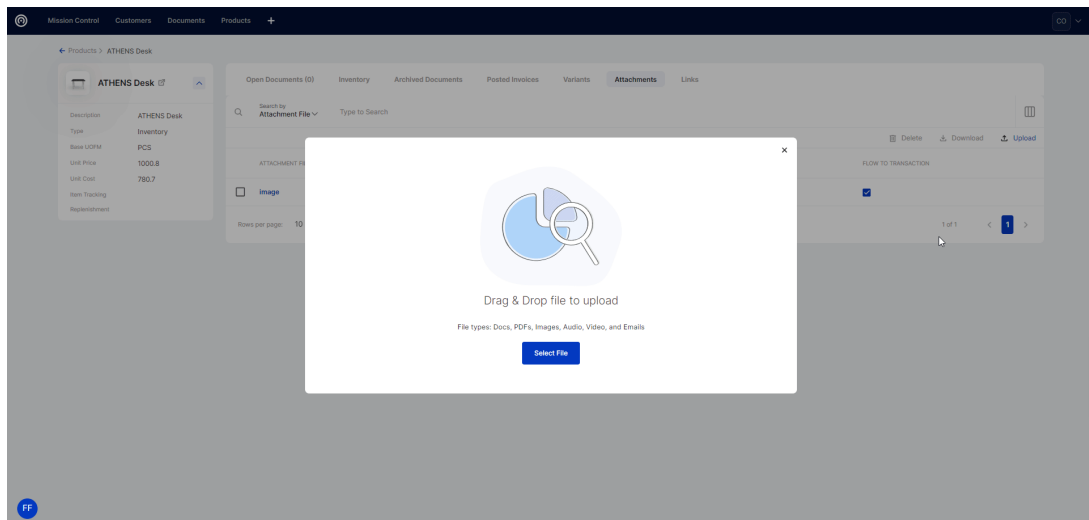 Mission Control Customers Documents Products + CO
← Products > ATHENS Desk
ATHENS Desk
Description ATHENS Desk
Type Inventory
Base UOFM PCS
Unit Price 1000.8
Unit Cost 780.7
Item Tracking
Replenishment
Open Documents (0) Inventory Archived Documents Posted Invoices Variants Attachments Links
Search by
Attachment File Type to Search
Delete Download Upload
ATTACHMENT FLOW TO TRANSACTION
image
Rows per page: 10 1 of 1 < 1 >
×
Drag & Drop file to upload
File types: Docs, PDFs, Images, Audio, Video, and Emails
Select File
FF